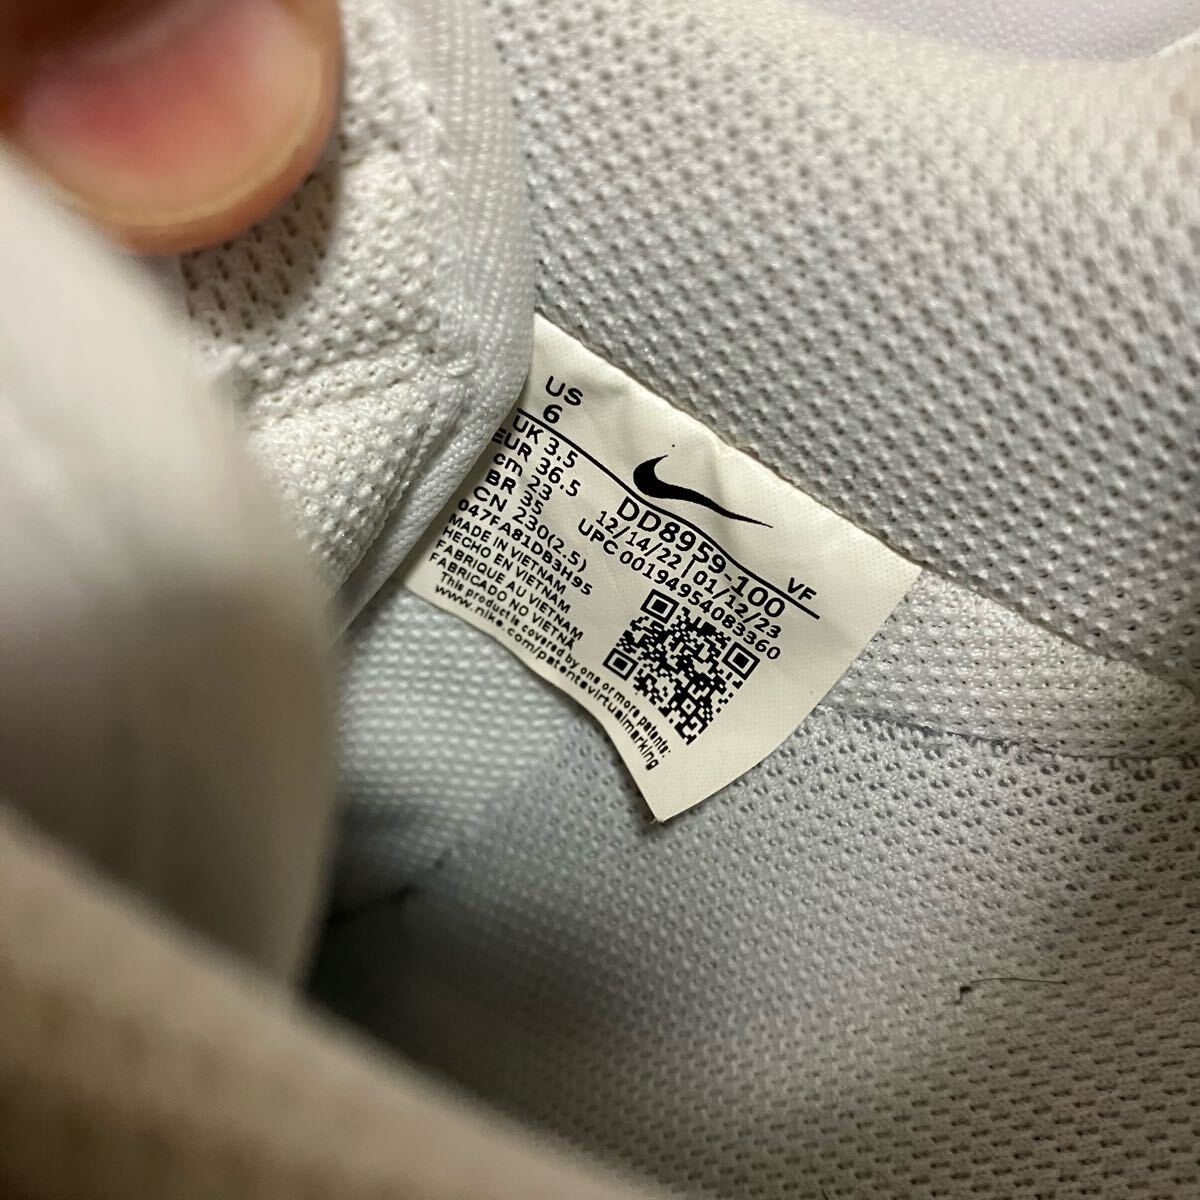 US
6
UK 3.5
EUR 36.5
cm 23
BR 35
CN 230(2.5)
047FA81DB3H95
MADE IN VIETNAM
HECHO EN VIETNAM
FABRIQUE AU VIETNAM
FABRICADO NO VIETNÃ
This product is covered by one or more patents:
www.nike.com/patentsvirtualmarking
DD8959-100 VF
12/14/22 | 01/12/23
UPC 00194954083360